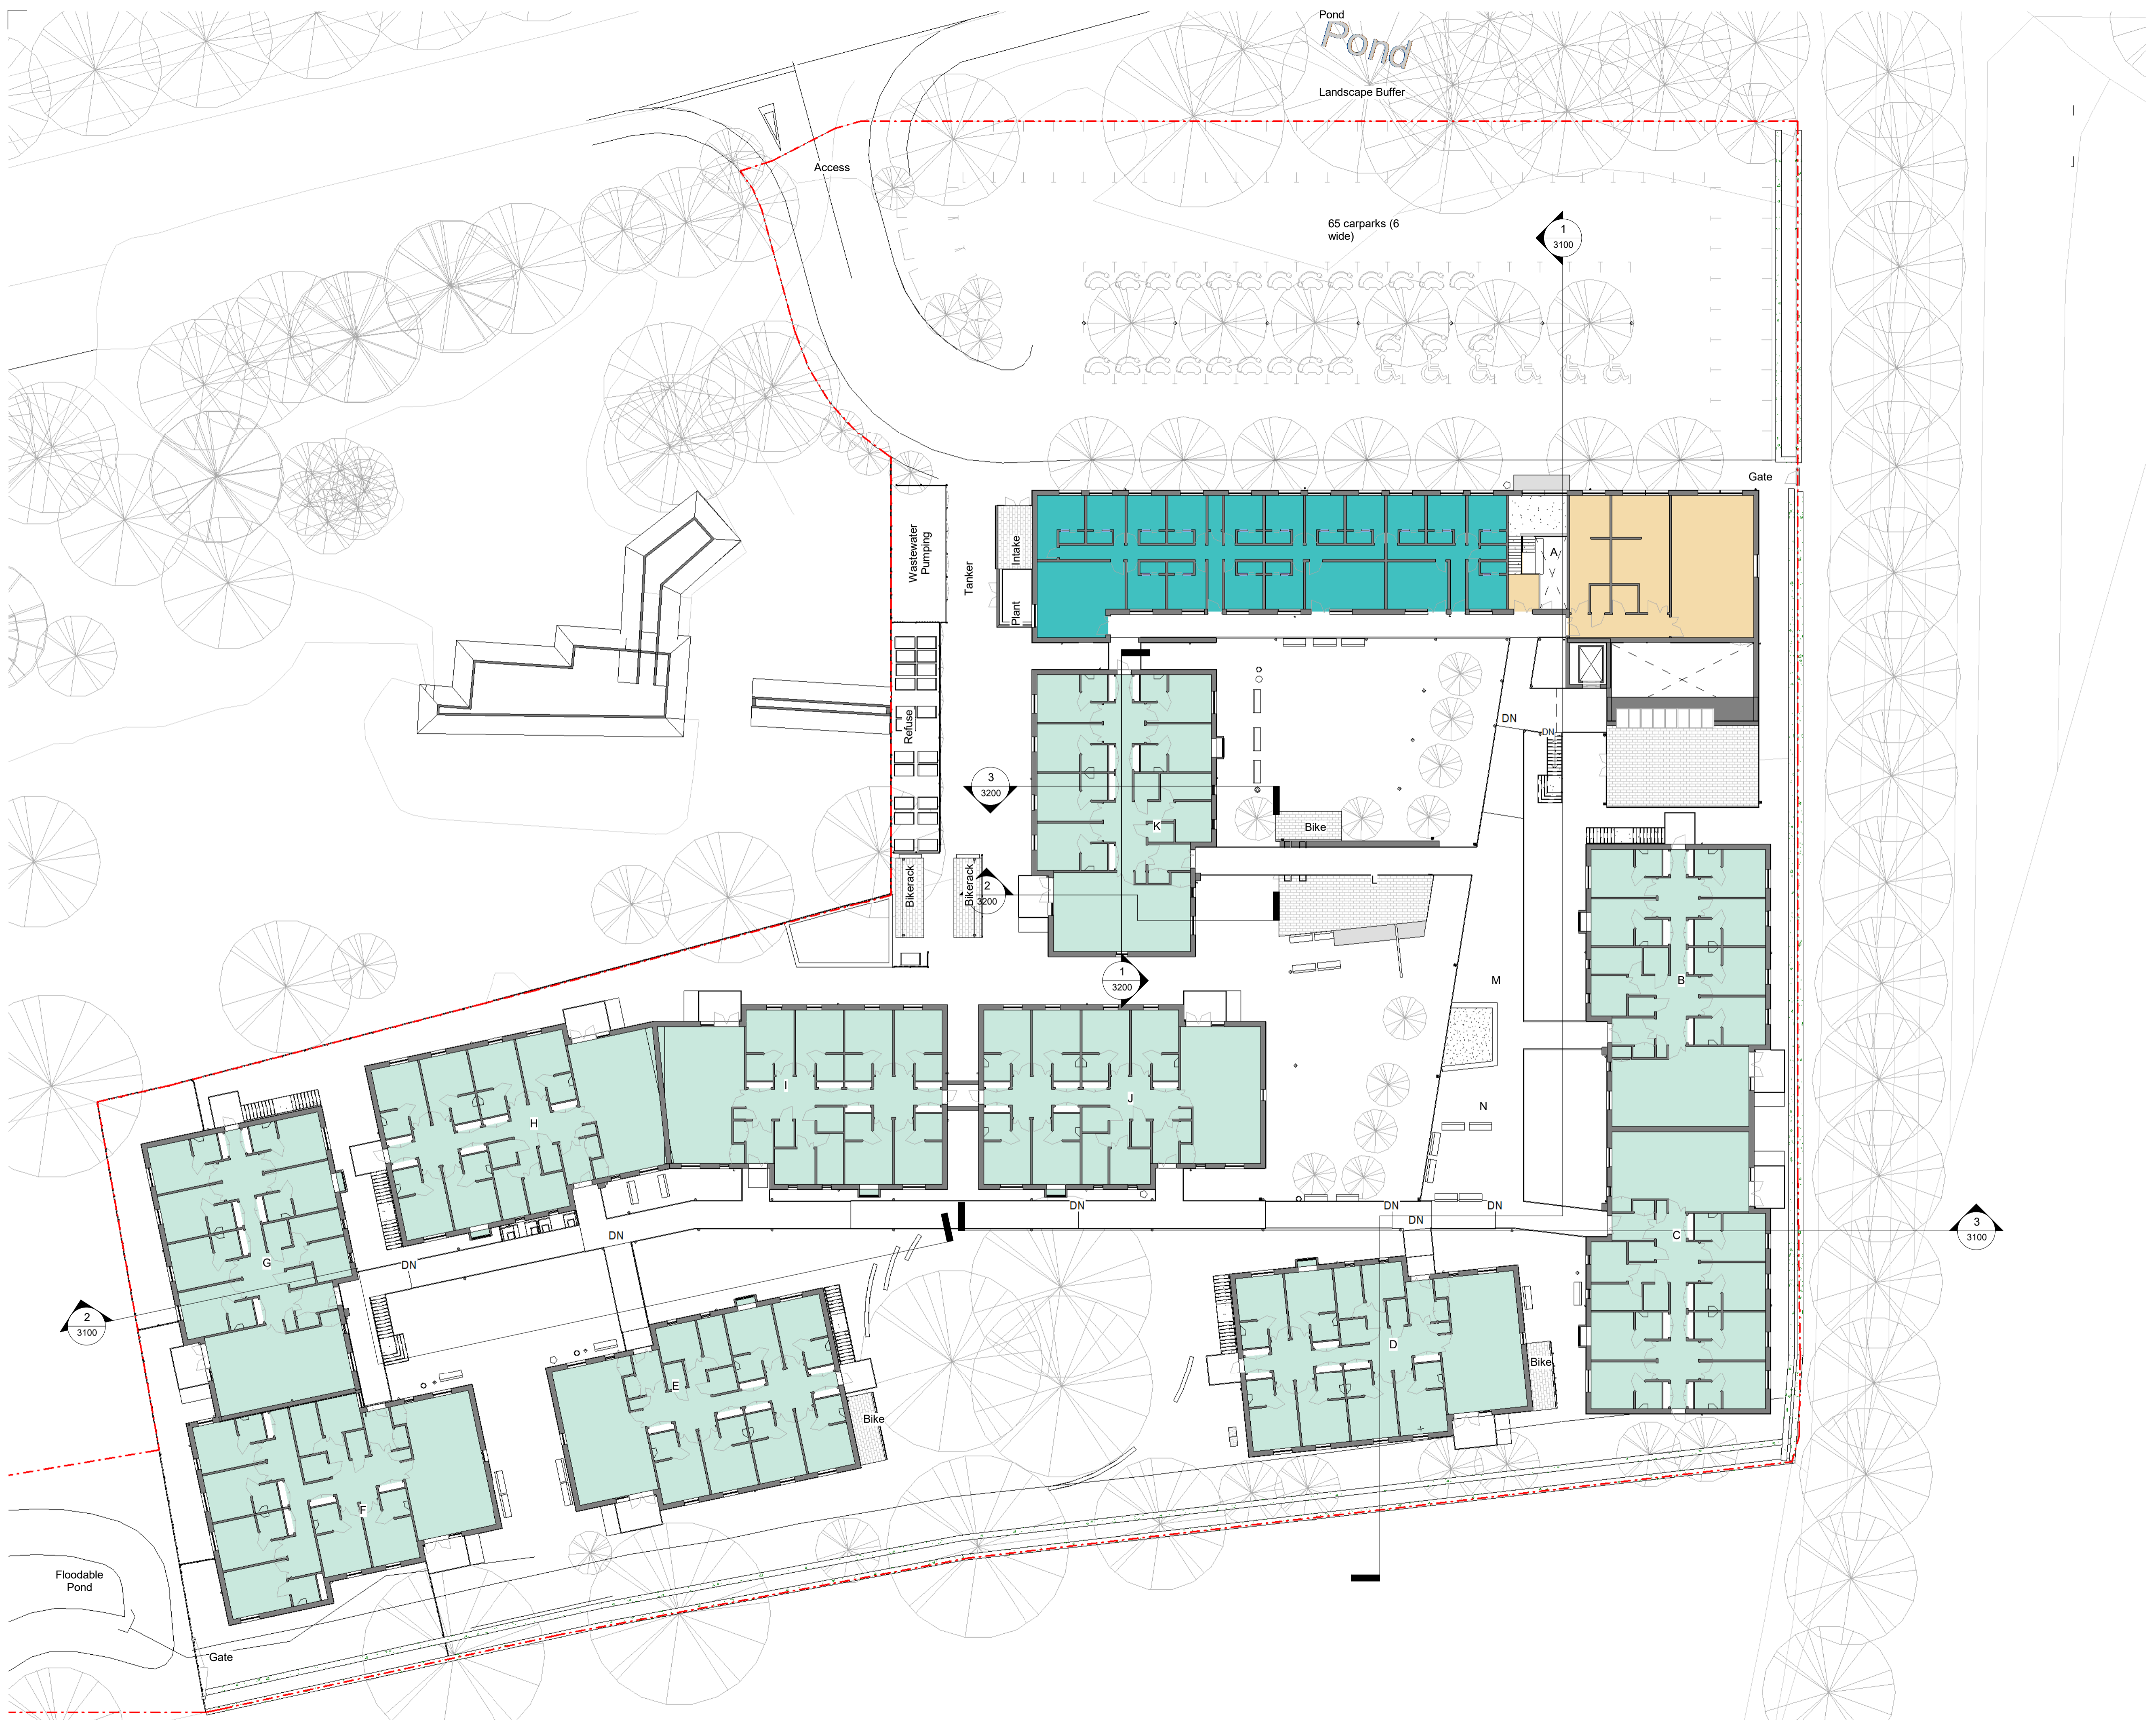 Pond
Pond
Landscape Buffer
Access
65 carparks (6
wide)
1
3100
Gate
Wastewater
Pumping
Tanker
Intake
Plant
A
Refuse
DN
DN
3
3200
K
Bike
L
2
3200
Bikerack
Bikerack
1
3200
M
B
N
I
J
H
DN
DN
DN
DN
DN
DN
C
3
3100
G
2
3100
D
Bike
E
Bike
F
Floodable
Pond
Gate